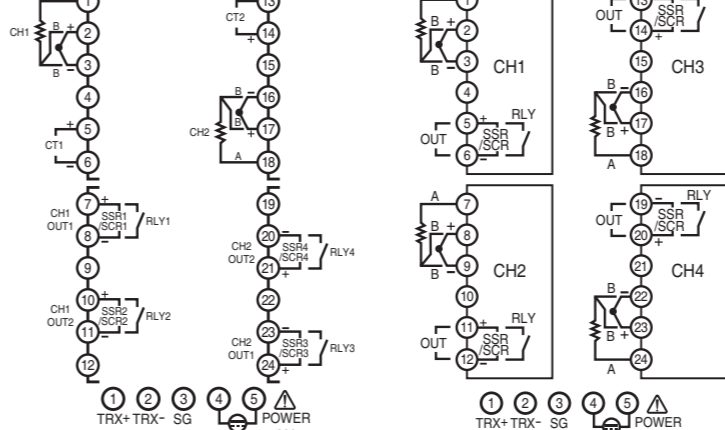 1
CH1
B +
2
B -
3
4
+
5
CT1
-
6
7
+
CH1
OUT1
SSR1
/SCR1
RLY1
8
-
9
10
+
CH1
OUT2
SSR2
/SCR2
RLY2
11
-
12
13
CT2
14
+
15
B -
16
CH2
B +
17
A
18
19
20
-
CH2
OUT2
SSR4
/SCR4
RLY4
21
+
22
23
-
CH2
OUT1
SSR3
/SCR3
RLY3
24
+
1 2 3 4 5
TRX+ TRX- SG
POWER
1
B +
2
B -
3
CH1
4
5
+
RLY
OUT
SSR
/SCR
6
-
A
7
B +
8
B -
9
CH2
10
11
+
RLY
OUT
SSR
/SCR
12
-
13
OUT
SSR
/SCR
14
+
15
CH3
B -
16
B +
17
A
18
RLY
19
-
OUT
SSR
/SCR
20
+
21
CH4
B -
22
B +
23
A
24
1 2 3 4 5
TRX+ TRX- SG
POWER